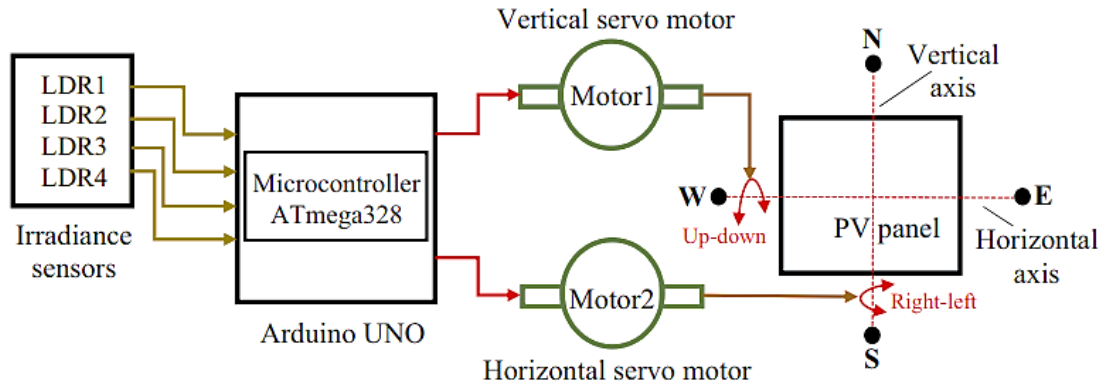 LDR1
LDR2
LDR3
LDR4
Irradiance
sensors
Microcontroller
ATmega328
Arduino UNO
Vertical servo motor
Motor1
Motor2
Horizontal servo motor
N
Vertical
axis
W
E
Up-down
PV panel
Horizontal
axis
Right-left
S